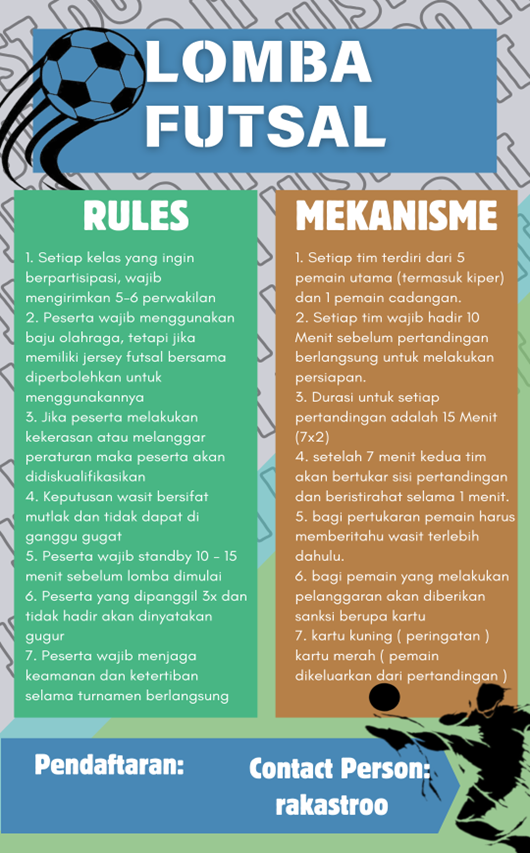 LOMBA
FUTSAL
RULES
1. Setiap kelas yang ingin
berpartisipasi, wajib
mengirimkan 5-6 perwakilan
2. Peserta wajib menggunakan
baju olahraga, tetapi jika
memiliki jersey futsal bersama
diperbolehkan untuk
menggunakannya
3. Jika peserta melakukan
kekerasan atau melanggar
peraturan maka peserta akan
didiskualifikasikan
4. Keputusan wasit bersifat
mutlak dan tidak dapat di
ganggu gugat
5. Peserta wajib standby 10 - 15
menit sebelum lomba dimulai
6. Peserta yang dipanggil 3x dan
tidak hadir akan dinyatakan
gugur
7. Peserta wajib menjaga
keamanan dan ketertiban
selama turnamen berlangsung
MEKANISME
1. Setiap tim terdiri dari 5
pemain utama (termasuk kiper)
dan 1 pemain cadangan.
2. Setiap tim wajib hadir 10
Menit sebelum pertandingan
berlangsung untuk melakukan
persiapan.
3. Durasi untuk setiap
pertandingan adalah 15 Menit
(7x2)
4. setelah 7 menit kedua tim
akan bertukar sisi pertandingan
dan beristirahat selama 1 menit.
5. bagi pertukaran pemain harus
memberitahu wasit terlebih
dahulu.
6. bagi pemain yang melakukan
pelanggaran akan diberikan
sanksi berupa kartu
7. kartu kuning ( peringatan )
kartu merah ( pemain
dikeluarkan dari pertandingan )
Pendaftaran:
Contact Person:
rakastroo